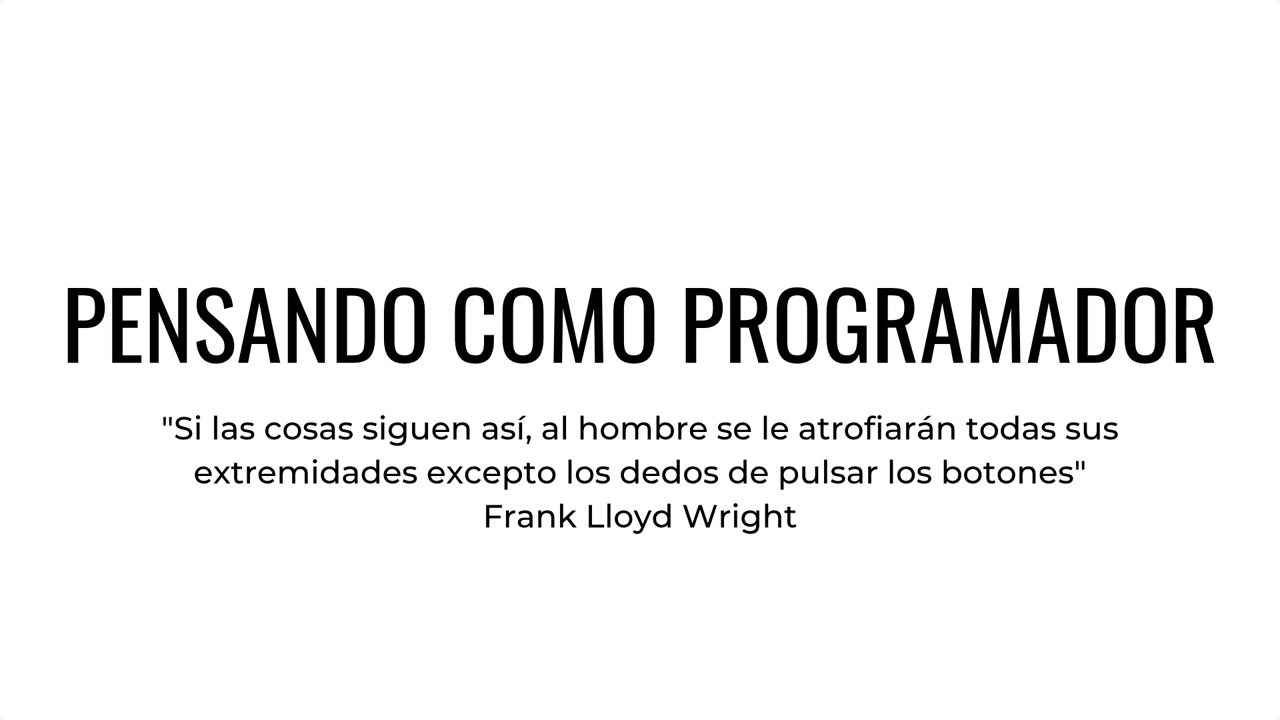 PENSANDO COMO PROGRAMADOR
"Si las cosas siguen así, al hombre se le atrofiarán todas sus
extremidades excepto los dedos de pulsar los botones"
Frank Lloyd Wright